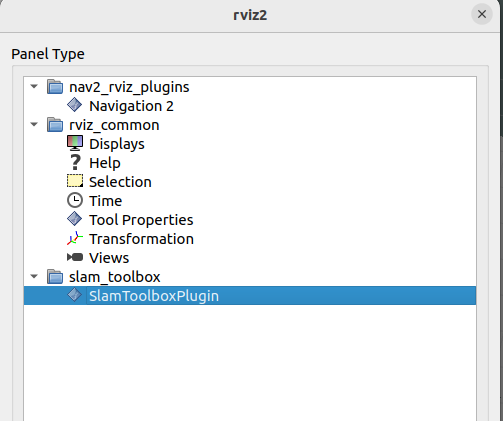 rviz2
Panel Type
nav2_rviz_plugins
Navigation 2
rviz_common
Displays
Help
Selection
Time
Tool Properties
Transformation
Views
slam_toolbox
SlamToolboxPlugin